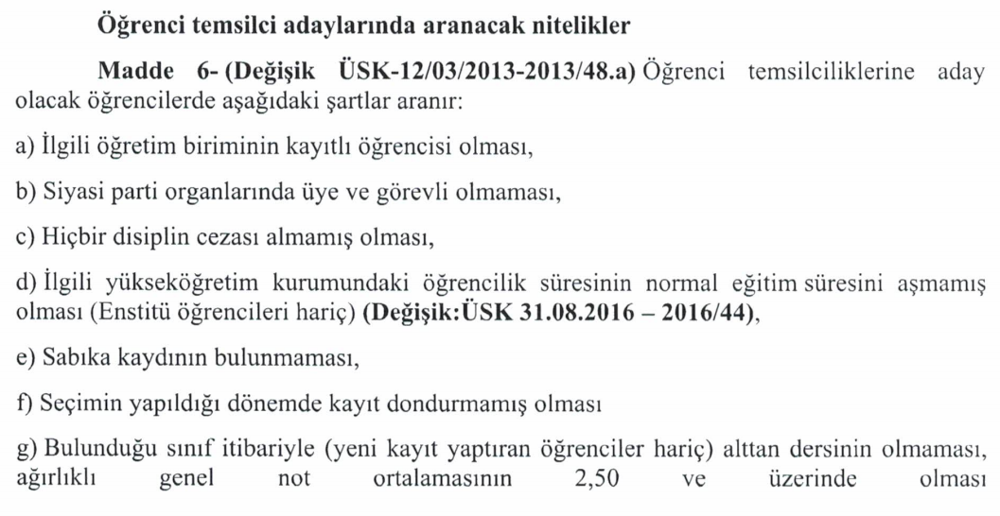 Öğrenci temsilci adaylarında aranacak nitelikler
Madde 6- (Değişik ÜSK-12/03/2013-2013/48.a) Öğrenci temsilciliklerine aday
olacak öğrencilerde aşağıdaki şartlar aranır:
a) İlgili öğretim biriminin kayıtlı öğrencisi olması,
b) Siyasi parti organlarında üye ve görevli olmaması,
c) Hiçbir disiplin cezası almamış olması,
d) İlgili yükseköğretim kurumundaki öğrencilik süresinin normal eğitim süresini aşmamış
olması (Enstitü öğrencileri hariç) (Değişik:ÜSK 31.08.2016 – 2016/44),
e) Sabıka kaydının bulunmaması,
f) Seçimin yapıldığı dönemde kayıt dondurmamış olması
g) Bulunduğu sınıf itibariyle (yeni kayıt yaptıran öğrenciler hariç) alttan dersinin olmaması,
ağırlıklı genel not ortalamasının 2,50 ve üzerinde olması